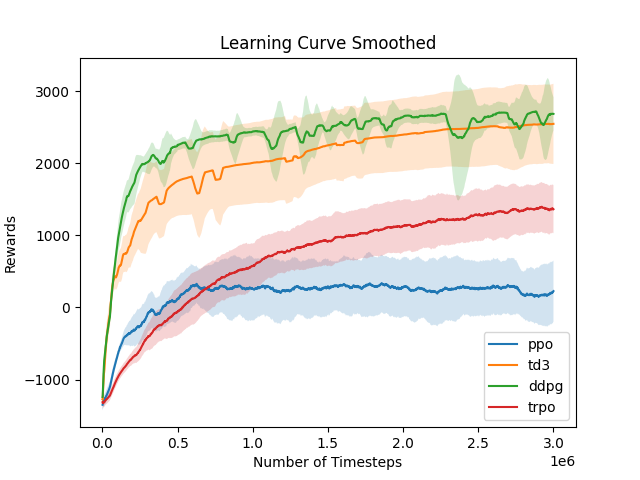 Learning Curve Smoothed
Rewards
3000
2000
1000
0
−1000
0.0 0.5 1.0 1.5 2.0 2.5 3.0
1e6
Number of Timesteps
ppo
td3
ddpg
trpo